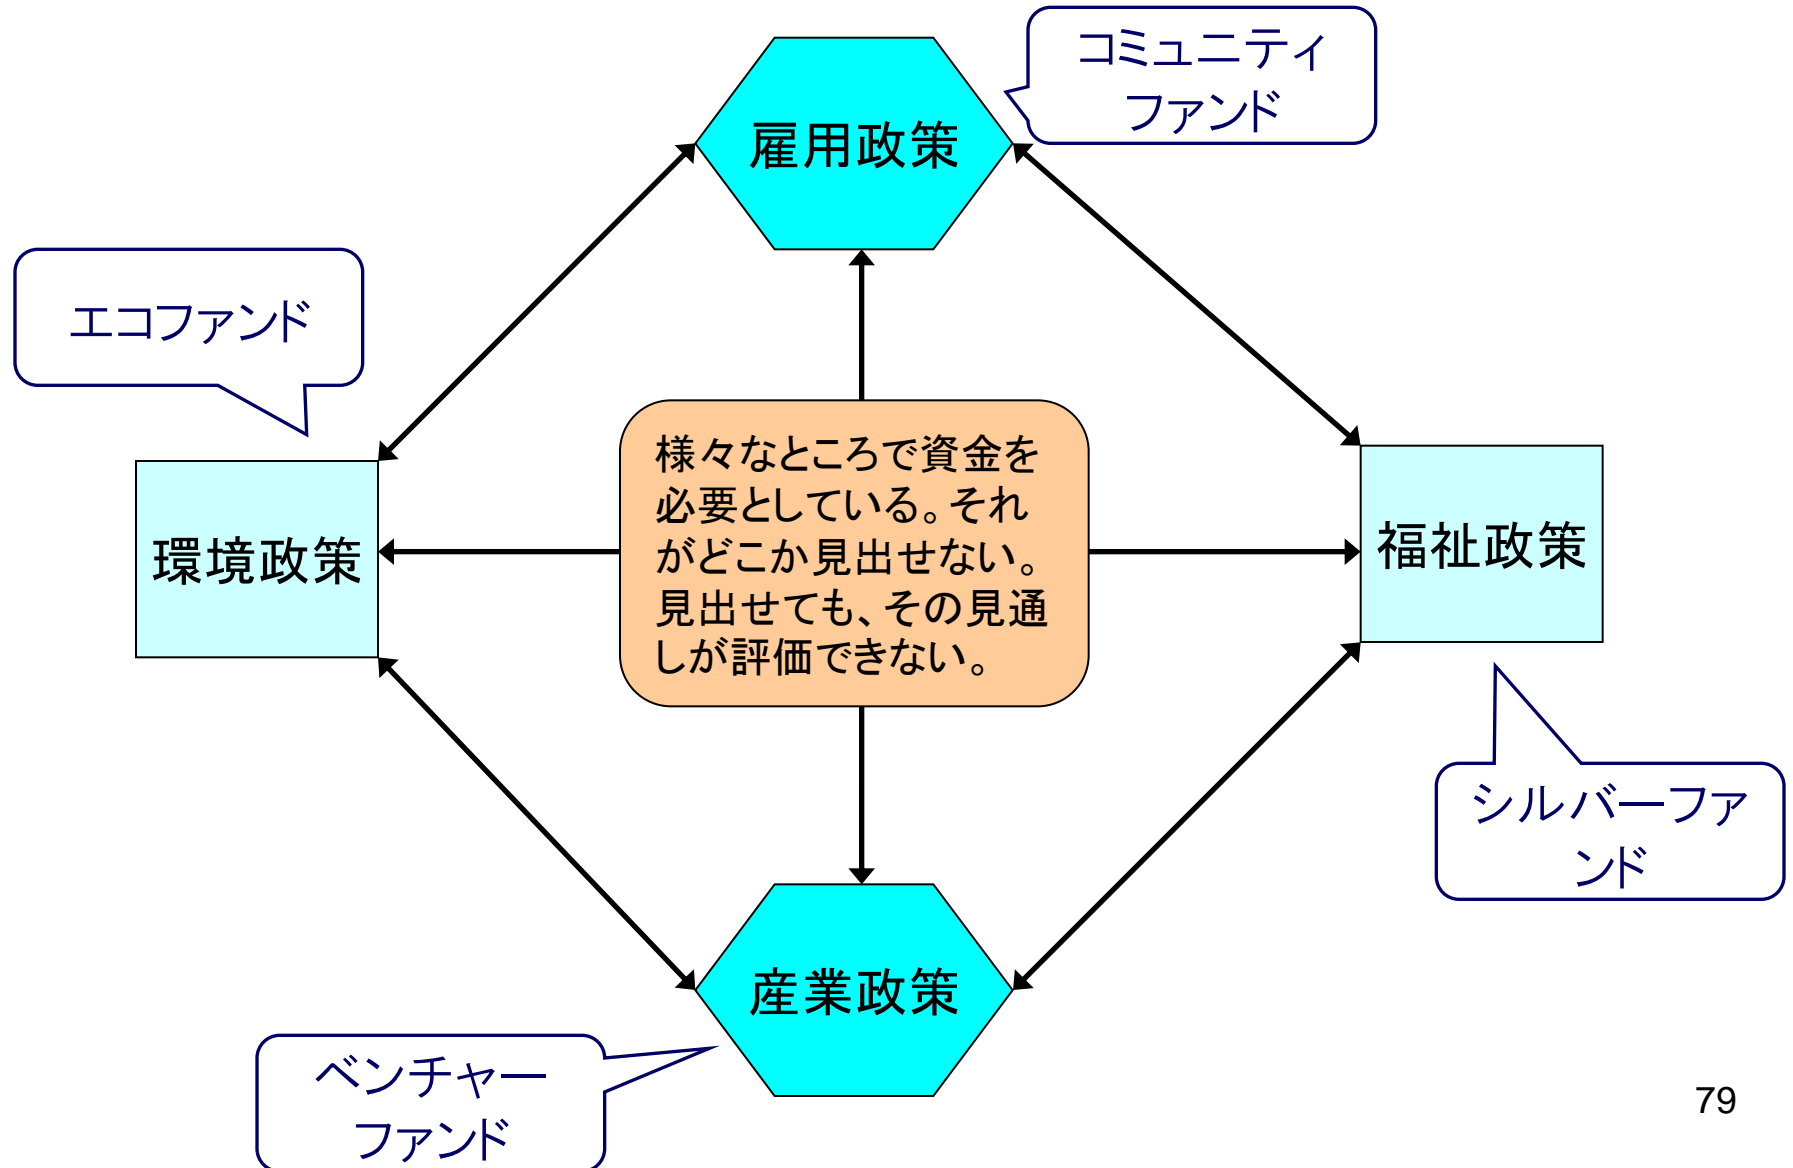 コミュニティ
ファンド
雇用政策
エコファンド
様々なところで資金を
必要としている。それ
がどこか見出せない。
見出せても、その見通
しが評価できない。
環境政策
福祉政策
シルバーファ
ンド
産業政策
ベンチャー
ファンド
79